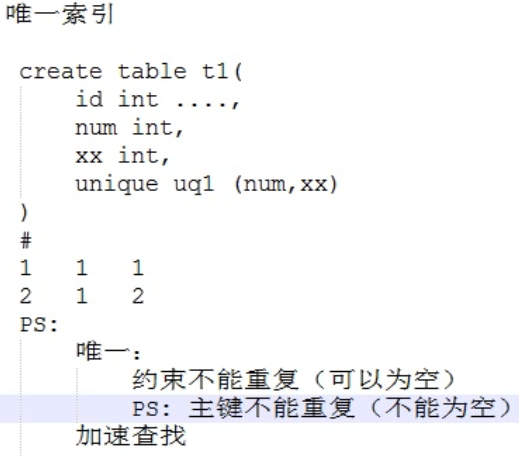 唯一索引
create table t1(
id int ....,
num int,
xx int,
unique uq1 (num,xx)
)
#
1 1 1
2 1 2
PS:
唯一:
约束不能重复（可以为空）
PS: 主键不能重复（不能为空）
加速查找